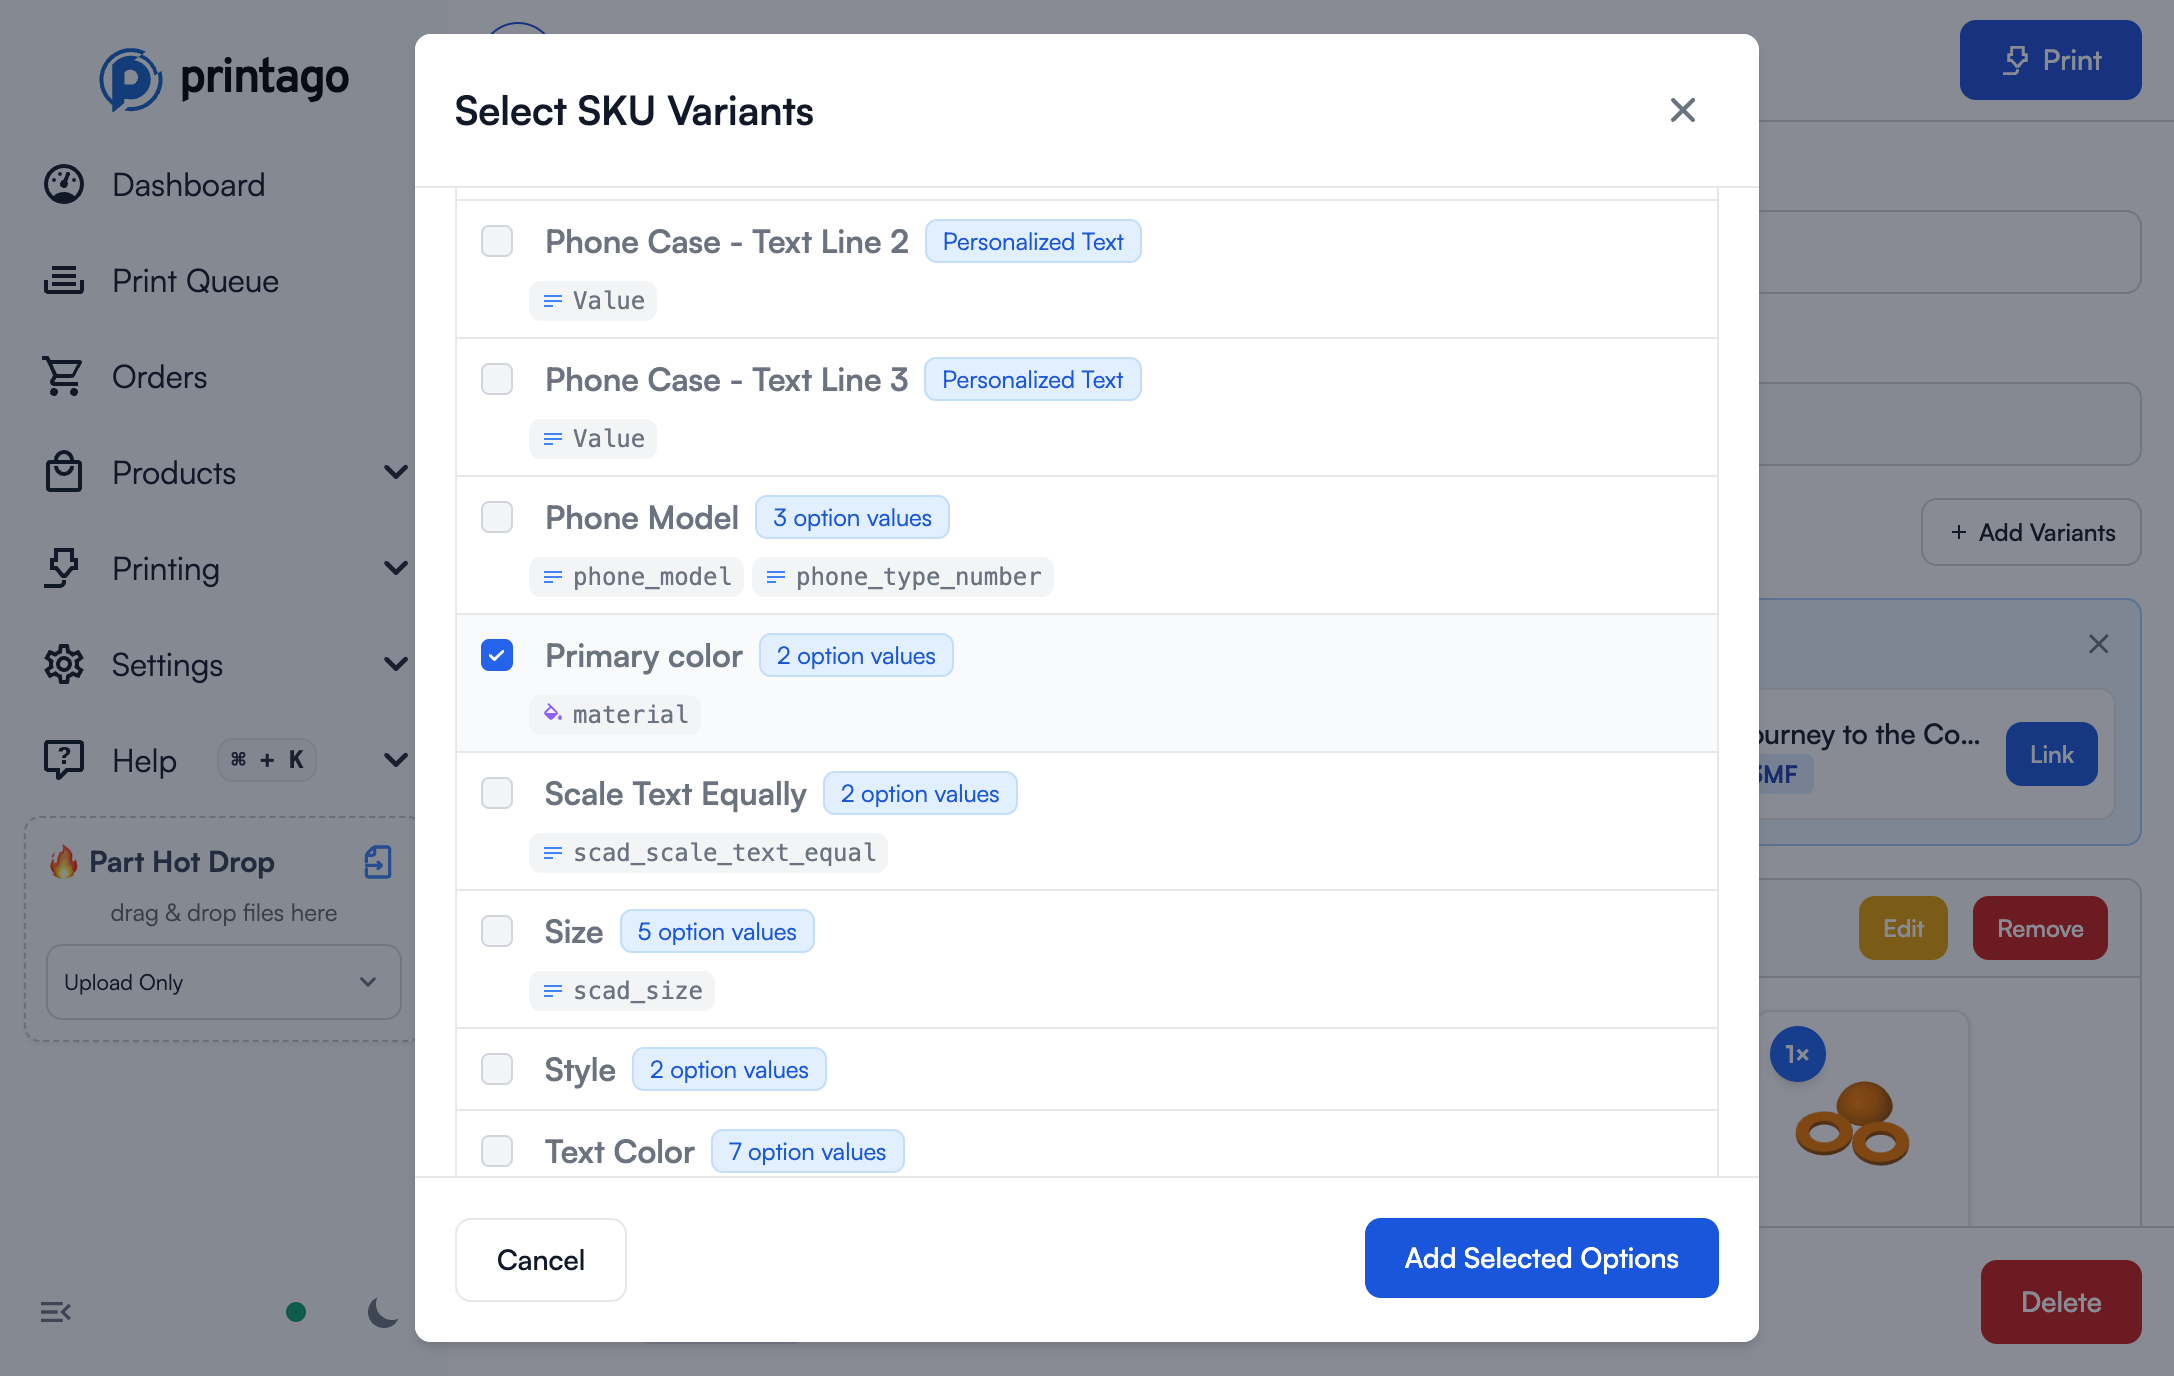 printago
Dashboard
Print Queue
Orders
Products
Printing
Settings
Help ⌘ + K
🔥 Part Hot Drop
drag & drop files here
Upload Only
Select SKU Variants
Phone Case - Text Line 2 Personalized Text
Value
Phone Case - Text Line 3 Personalized Text
Value
Phone Model 3 option values
phone_model phone_type_number
Primary color 2 option values
material
Scale Text Equally 2 option values
scad_scale_text_equal
Size 5 option values
scad_size
Style 2 option values
Text Color 7 option values
Cancel
Add Selected Options
Print
+ Add Variants
ourney to the Co...
3MF
Link
Edit
Remove
1×
Delete